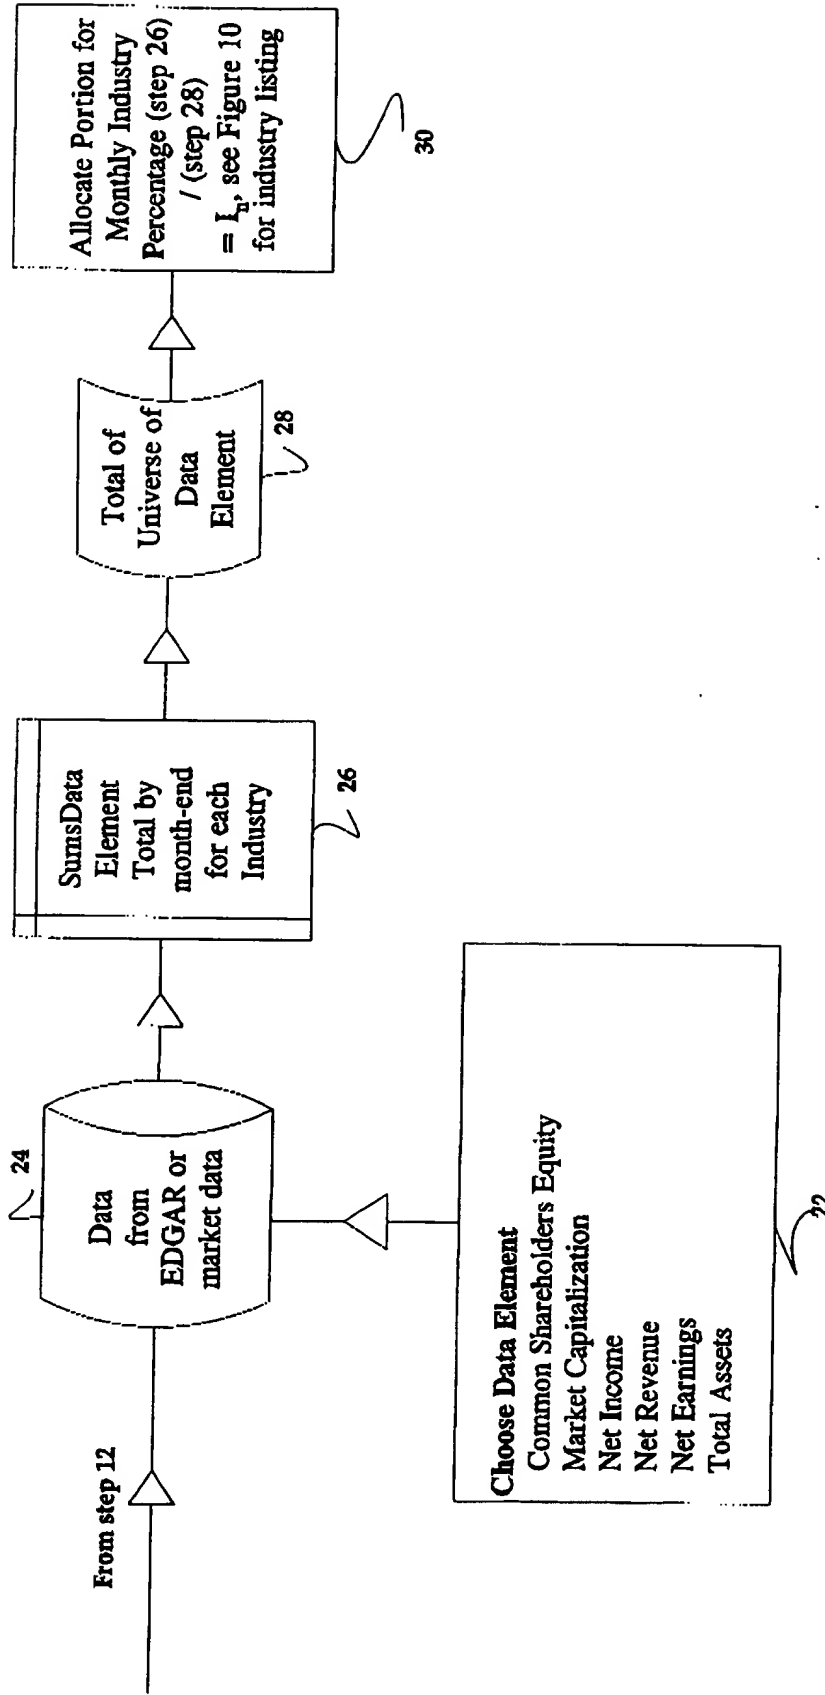 From step 12
24
Data
from
EDGAR or
market data
Choose Data Element
Common Shareholders Equity
Market Capitalization
Net Income
Net Revenue
Net Earnings
Total Assets
22
SumsData
Element
Total by
month-end
for each
Industry
26
Total of
Universe of
Data
Element
28
Allocate Portion for
Monthly Industry
Percentage (step 26)
/ (step 28)
= In, see Figure 10
for industry listing
30